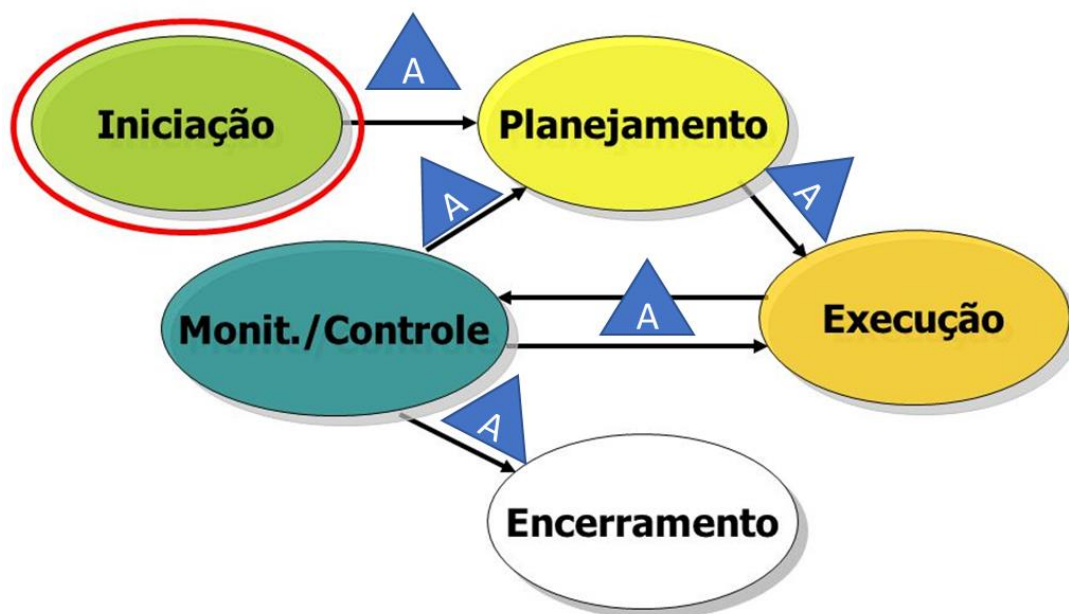 A
Iniciação
Planejamento
A
A
A
Monit./Controle
Execução
A
Encerramento